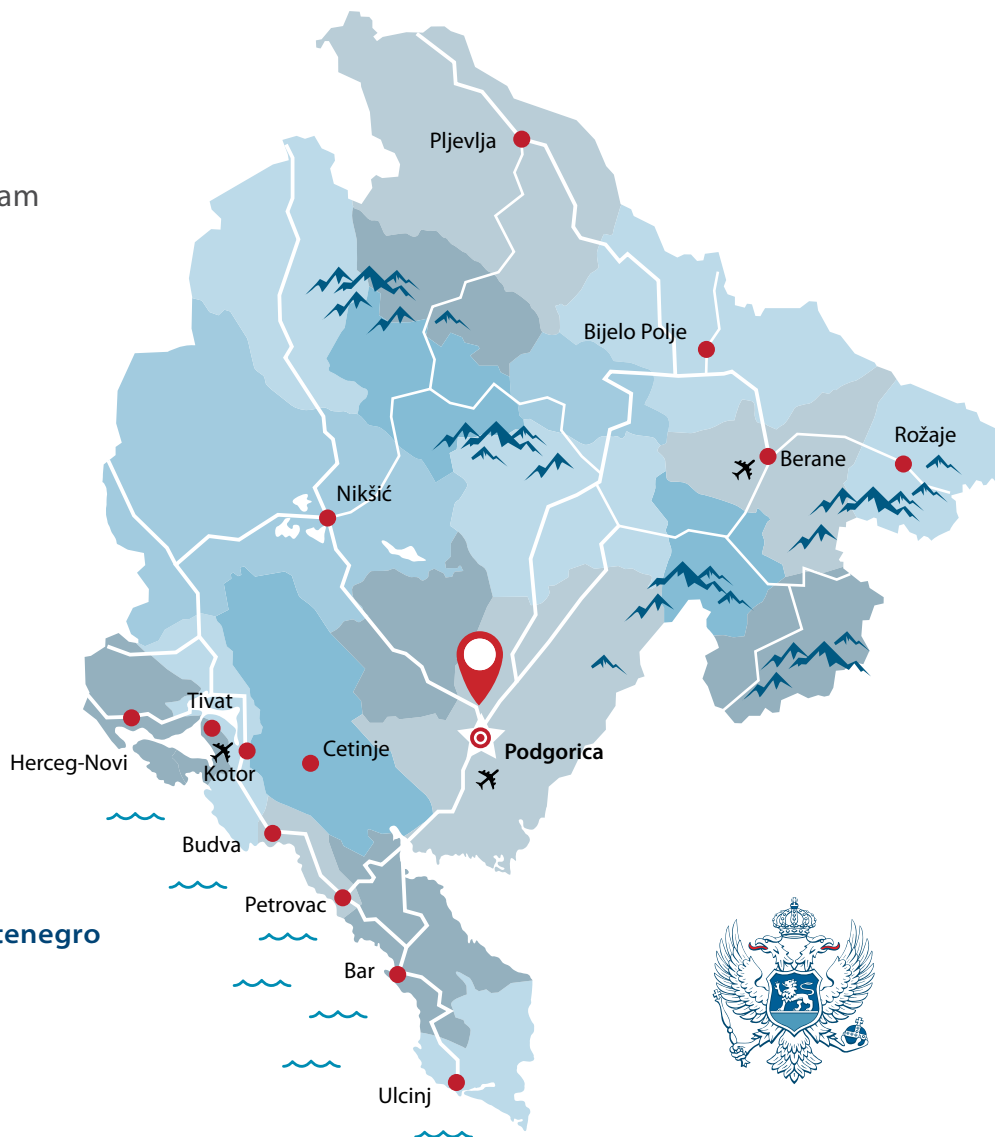 Pljevlja
am
Bijelo Polje
Rožaje
Berane
Nikšić
Tivat
Podgorica
Cetinje
Herceg-Novi
Kotor
Budva
Petrovac
tenegro
Bar
Ulcinj